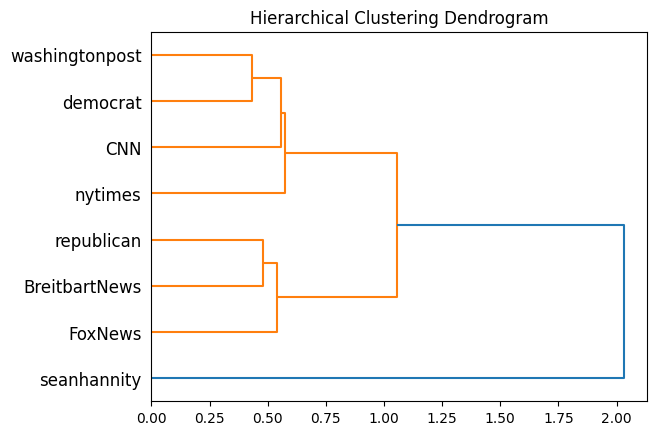 Hierarchical Clustering Dendrogram
washingtonpost
democrat
CNN
nytimes
republican
BreitbartNews
FoxNews
seanhannity
0.00 0.25 0.50 0.75 1.00 1.25 1.50 1.75 2.00